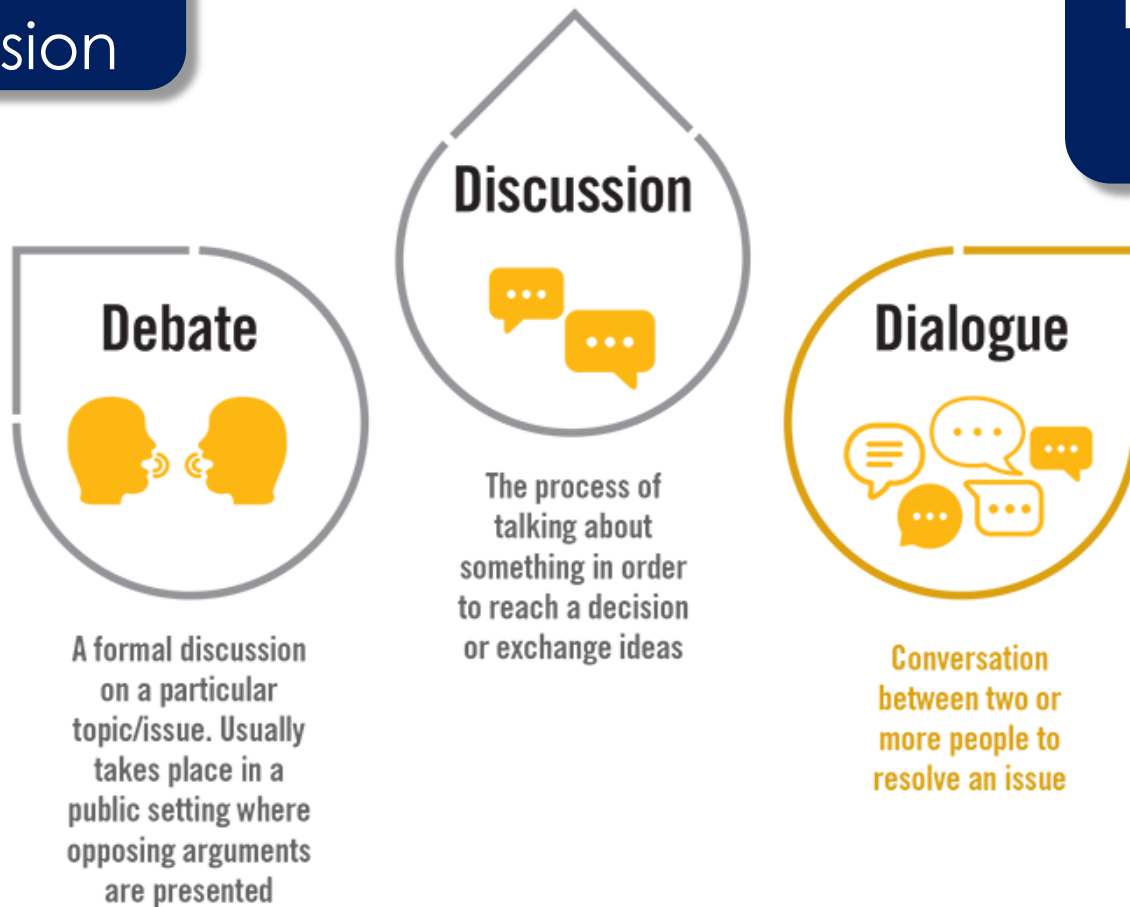 sion
Discussion
The process of
talking about
something in order
to reach a decision
or exchange ideas
Debate
A formal discussion
on a particular
topic/issue. Usually
takes place in a
public setting where
opposing arguments
are presented
Dialogue
Conversation
between two or
more people to
resolve an issue